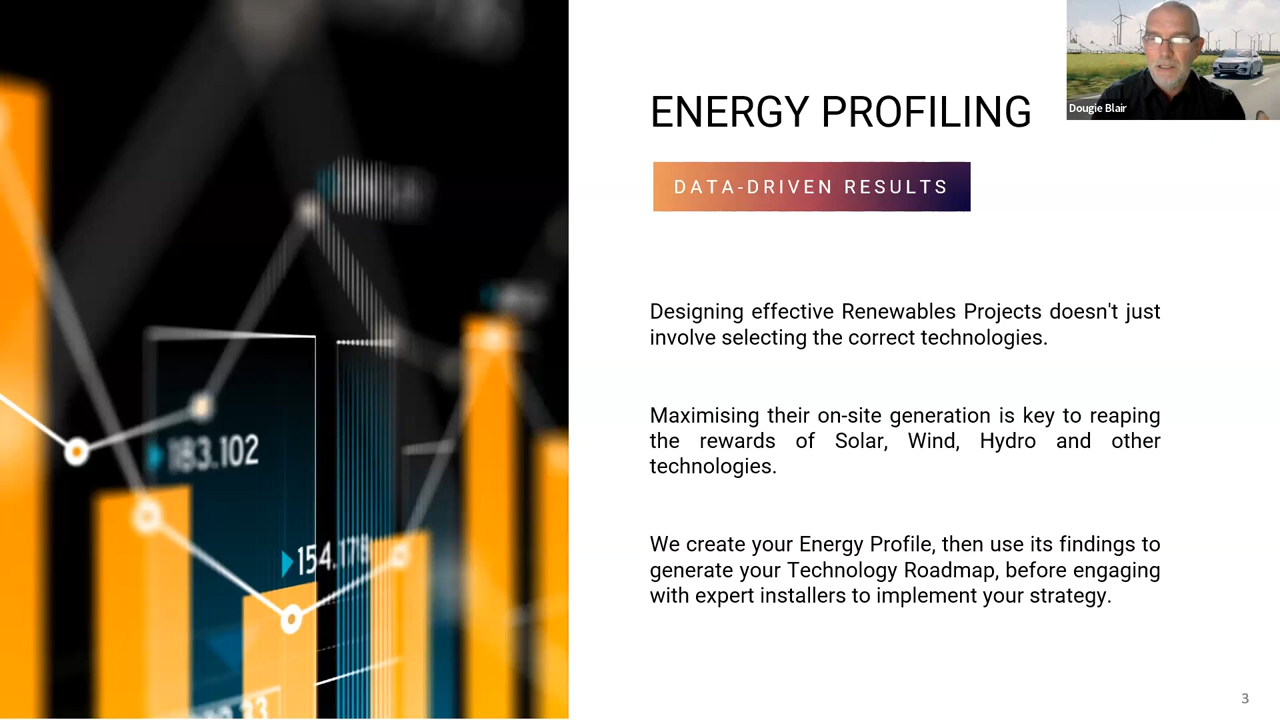 ENERGY PROFILING
Dougie Blair
DATA-DRIVEN RESULTS
Designing effective Renewables Projects doesn't just
involve selecting the correct technologies.
Maximising their on-site generation is key to reaping
the rewards of Solar, Wind, Hydro and other
technologies.
We create your Energy Profile, then use its findings to
generate your Technology Roadmap, before engaging
with expert installers to implement your strategy.
183.102
154.178
3